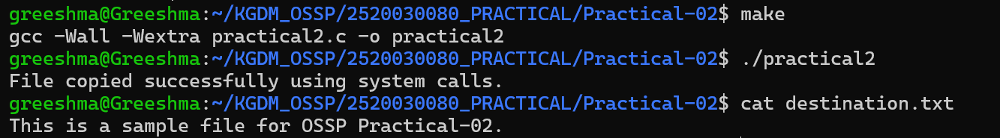 greeshma@Greeshma:~/KGDM_OSSP/2520030080_PRACTICAL/Practical-02$ make
gcc -Wall -Wextra practical2.c -o practical2
greeshma@Greeshma:~/KGDM_OSSP/2520030080_PRACTICAL/Practical-02$ ./practical2
File copied successfully using system calls.
greeshma@Greeshma:~/KGDM_OSSP/2520030080_PRACTICAL/Practical-02$ cat destination.txt
This is a sample file for OSSP Practical-02.